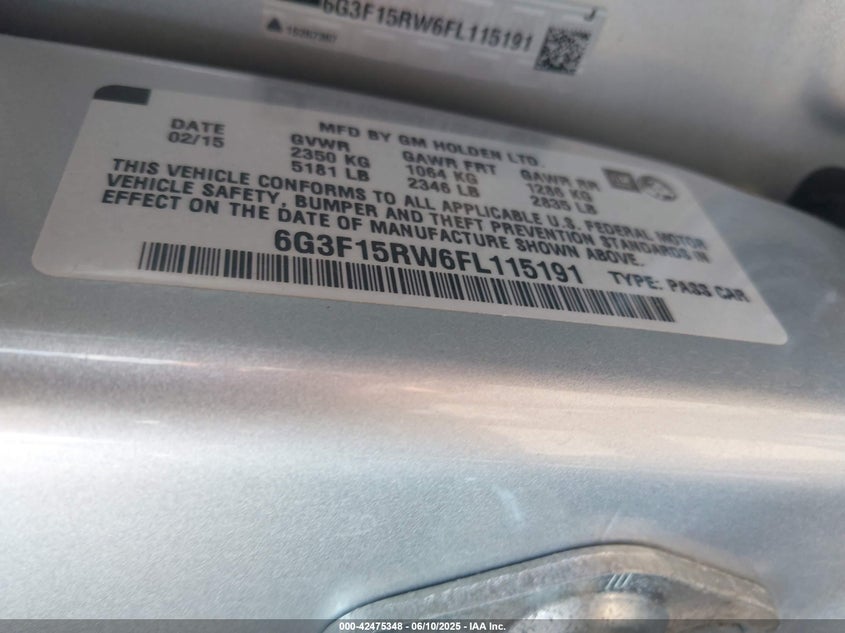 6G3F15RW6FL115191
J
DATE
02/15
MFD BY GM HOLDEN LTD.
GVWR
2350 KG
5181 LB
GAWR FRT
1064 KG
2346 LB
GAWR RR
1286 KG
2835 LB
THIS VEHICLE CONFORMS TO ALL APPLICABLE U.S. FEDERAL MOTOR
VEHICLE SAFETY, BUMPER AND THEFT PREVENTION STANDARDS IN
EFFECT ON THE DATE OF MANUFACTURE SHOWN ABOVE.
6G3F15RW6FL115191
TYPE: PASS CAR
000-42475348 - 06/10/2025 - IAA Inc.